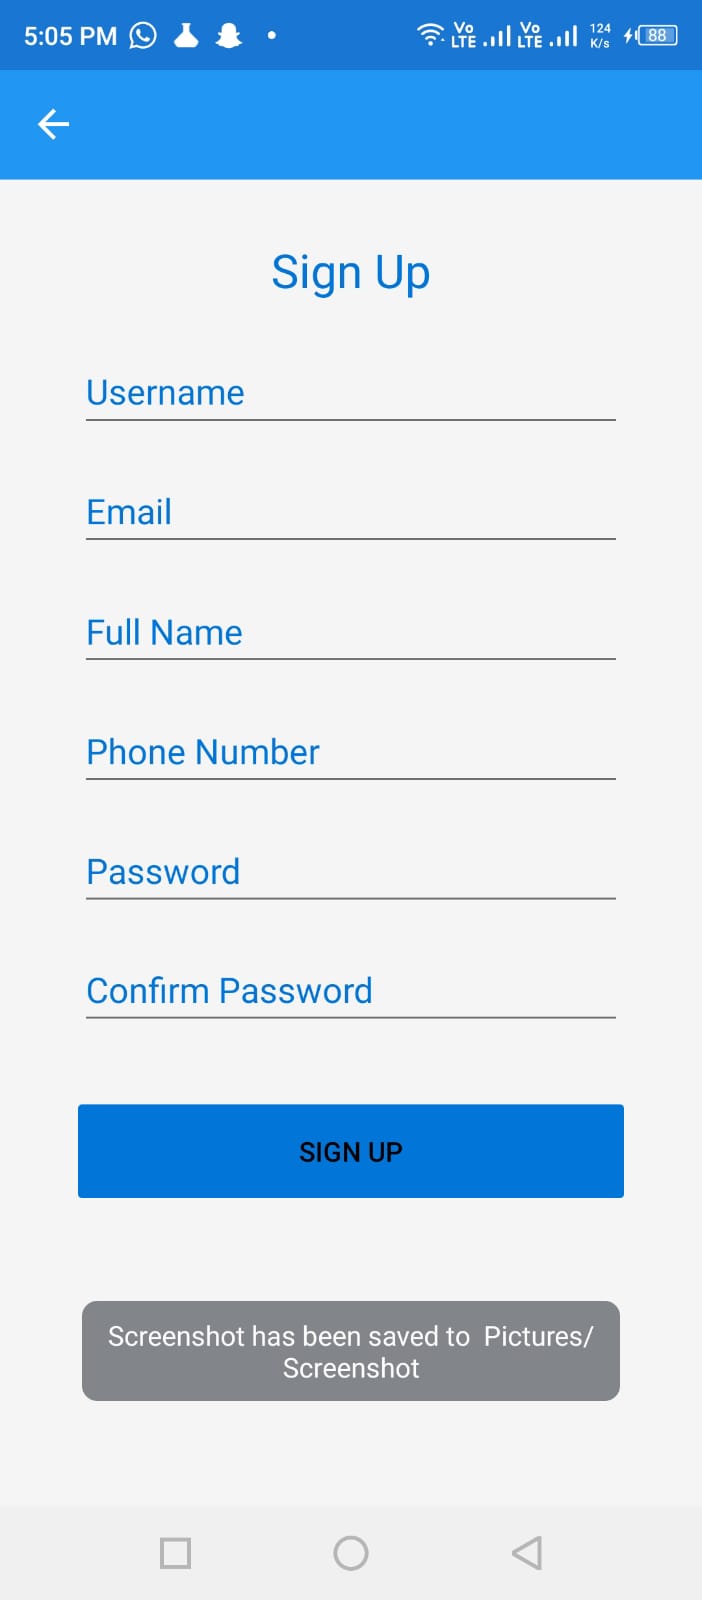 5:05 PM
Vo LTE Vo LTE 124 K/s 88
Sign Up
Username
Email
Full Name
Phone Number
Password
Confirm Password
SIGN UP
Screenshot has been saved to Pictures/
Screenshot